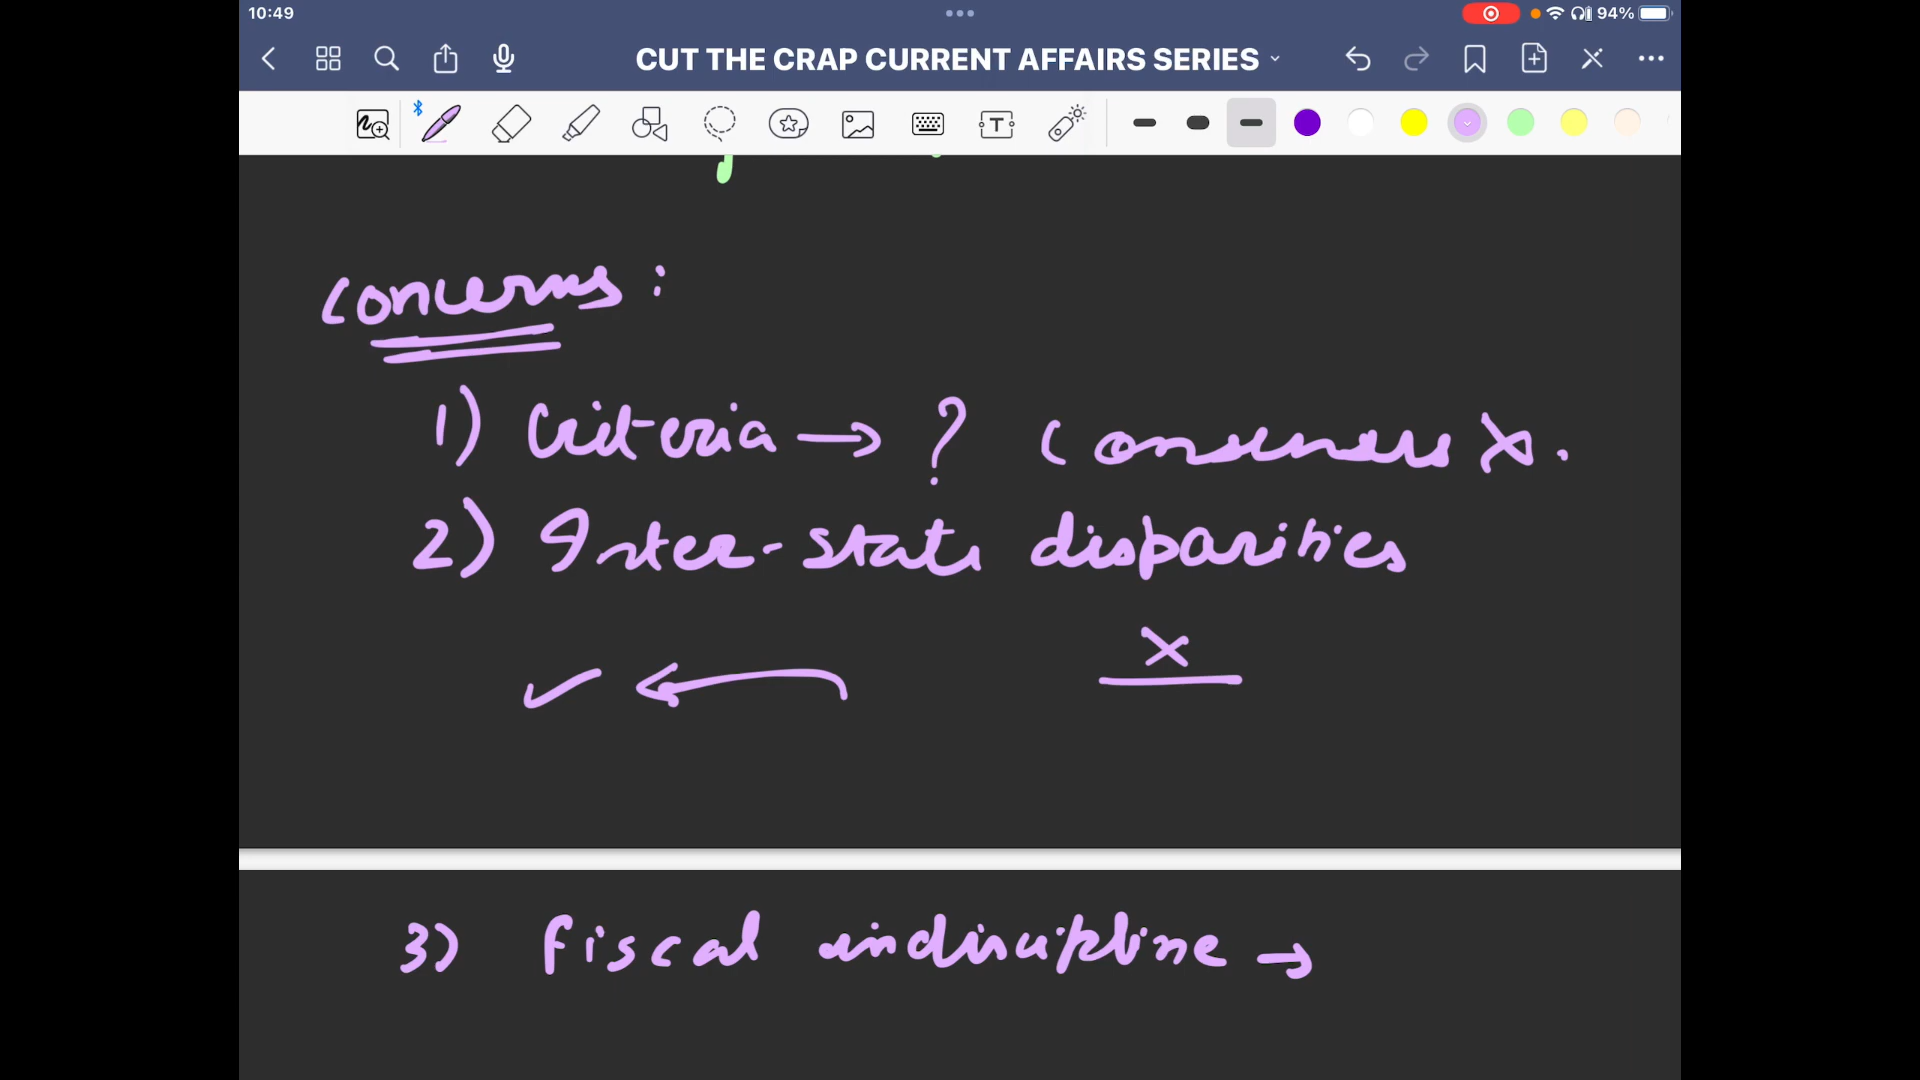 10:49
94%
CUT THE CRAP CURRENT AFFAIRS SERIES
T
Concerns :
1) Criteria → ? Consensus X.
2) Inter-state disparities
✓ ← X
3) fiscal indiscipline →